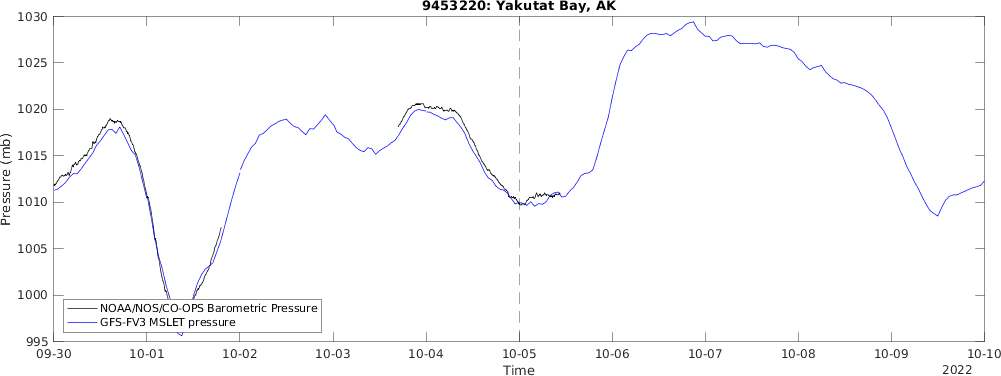 9453220: Yakutat Bay, AK
1030
1025
1020
1015
1010
1005
1000
995
Pressure (mb)
NOAA/NOS/CO-OPS Barometric Pressure
GFS-FV3 MSLET pressure
09-30 10-01 10-02 10-03 10-04 10-05 10-06 10-07 10-08 10-09 10-10
Time
2022